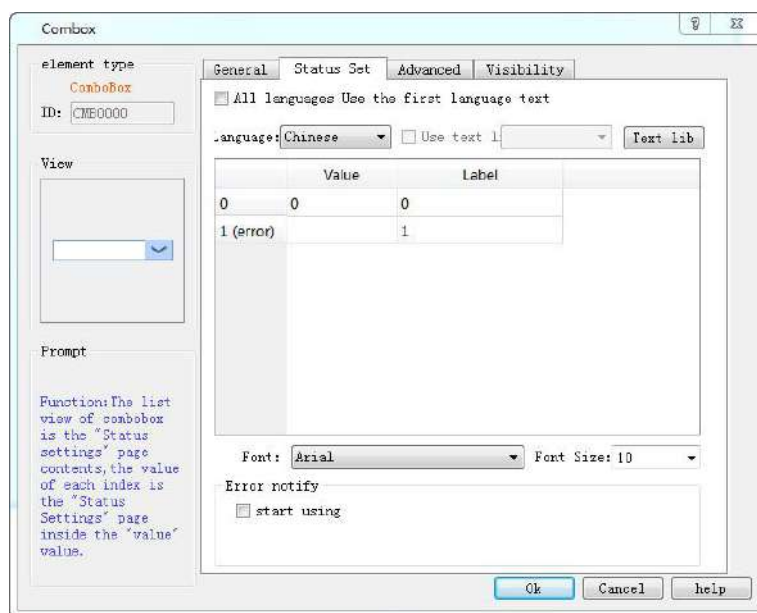 Combox
element type
ComboBox
ID: CMB0000
View
Prompt
Function:The list
view of combobox
is the "Status
settings" page
contents,the value
of each index is
the "Status
Settings" page
inside the "value"
value.
General Status Set Advanced Visibility
All languages Use the first language text
anguage: Chinese Use text l Text lib
Value Label
0 0 0
1 (error) 1
Font: Arial Font Size: 10
Error notify
start using
Ok Cancel help